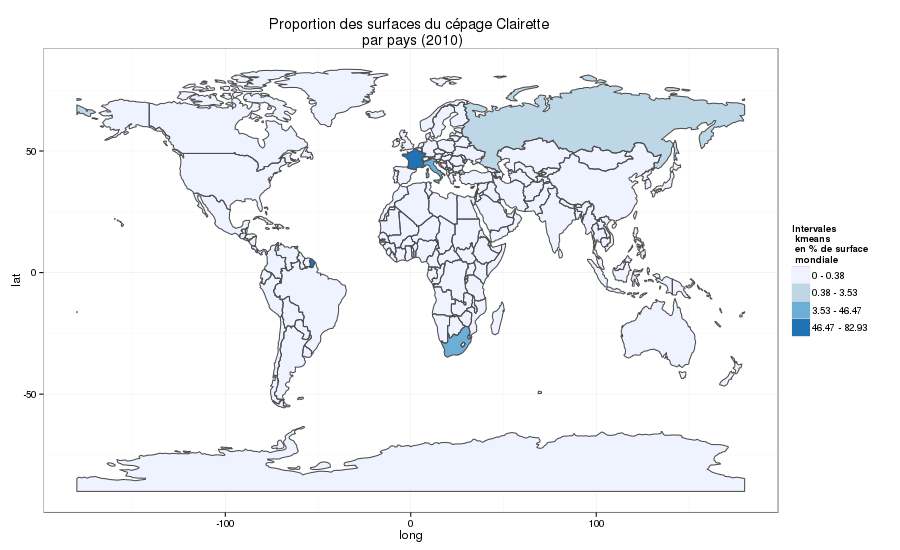 Proportion des surfaces du cépage Clairette
par pays (2010)
50
0
-50
lat
-100
0
100
long
Intervales
kmeans
en % de surface
mondiale
0 - 0.38
0.38 - 3.53
3.53 - 46.47
46.47 - 82.93